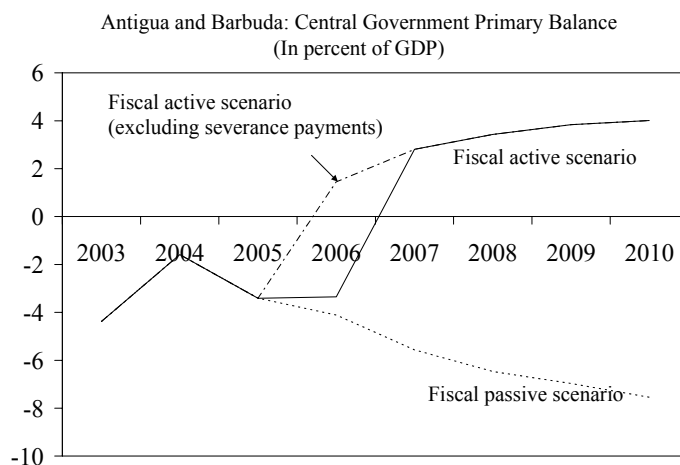 Antigua and Barbuda: Central Government Primary Balance
(In percent of GDP)
6
Fiscal active scenario
(excluding severance payments)
4
Fiscal active scenario
2
0
2003 2004 2005 2006 2007 2008 2009 2010
-2
-4
-6
Fiscal passive scenario
-8
-10